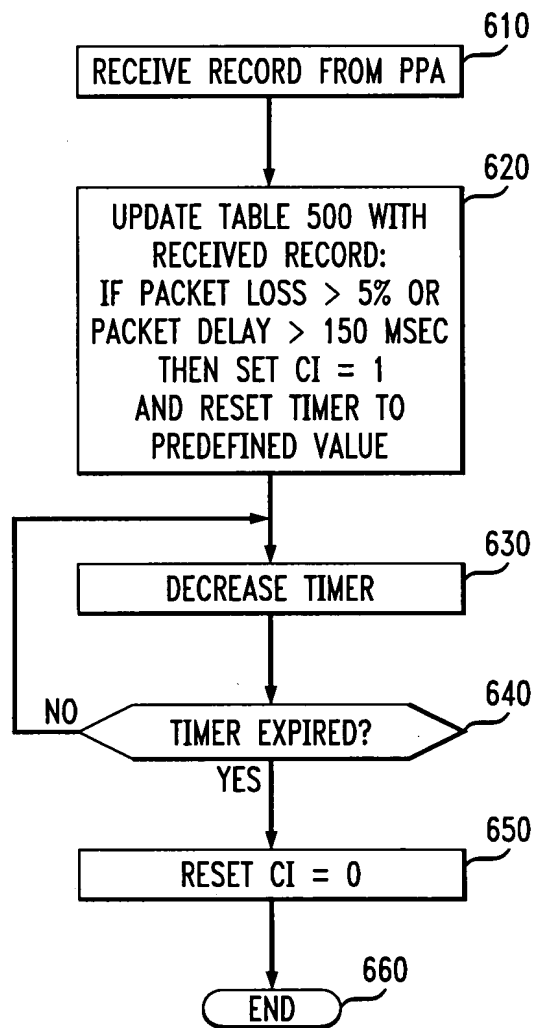 610
RECEIVE RECORD FROM PPA
620
UPDATE TABLE 500 WITH
RECEIVED RECORD:
IF PACKET LOSS > 5% OR
PACKET DELAY > 150 MSEC
THEN SET CI = 1
AND RESET TIMER TO
PREDEFINED VALUE
630
DECREASE TIMER
640
NO
TIMER EXPIRED?
YES
650
RESET CI = 0
660
END